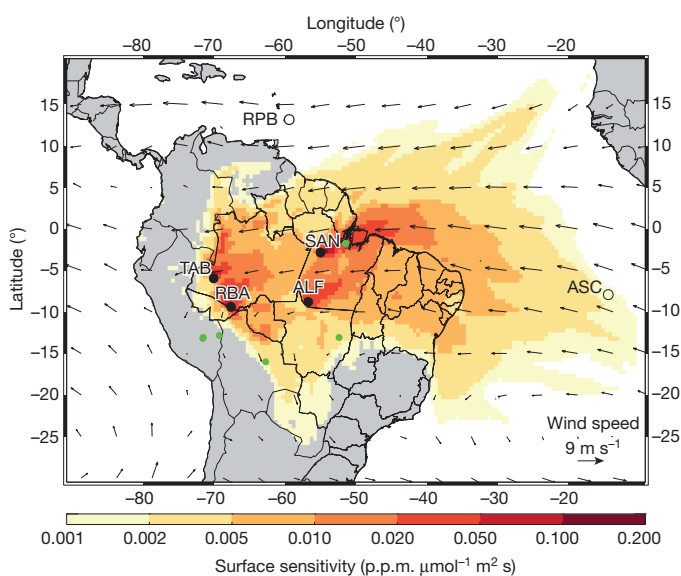 Longitude (°)
−80 −70 −60 −50 −40 −30 −20
15 15
RPB
10 10
5 5
0 0
SAN
−5 TAB −5
RBA ALF ASC
−10 −10
−15 −15
−20 −20
Wind speed
−25 9 m s⁻¹ −25
Latitude (°)
−80 −70 −60 −50 −40 −30 −20
0.001 0.002 0.005 0.010 0.020 0.050 0.100 0.200
Surface sensitivity (p.p.m. μmol⁻¹ m² s)